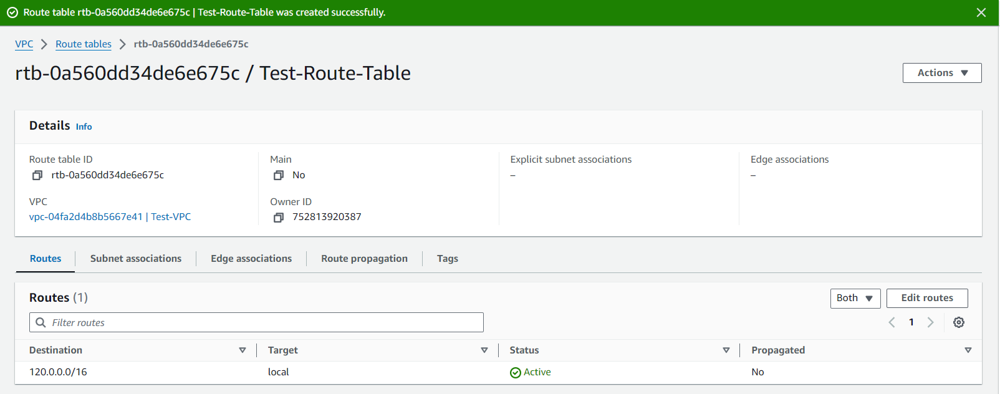 Route table rtb-0a560dd34de6e675c | Test-Route-Table was created successfully.
VPC > Route tables > rtb-0a560dd34de6e675c
rtb-0a560dd34de6e675c / Test-Route-Table
Actions
Details Info
Route table ID
rtb-0a560dd34de6e675c
Main
No
Explicit subnet associations
–
Edge associations
–
VPC
vpc-04fa2d4b8b5667e41 | Test-VPC
Owner ID
752813920387
Routes
Subnet associations
Edge associations
Route propagation
Tags
Routes (1)
Both
Edit routes
Filter routes
1
Destination Target Status Propagated
120.0.0.0/16 local Active No